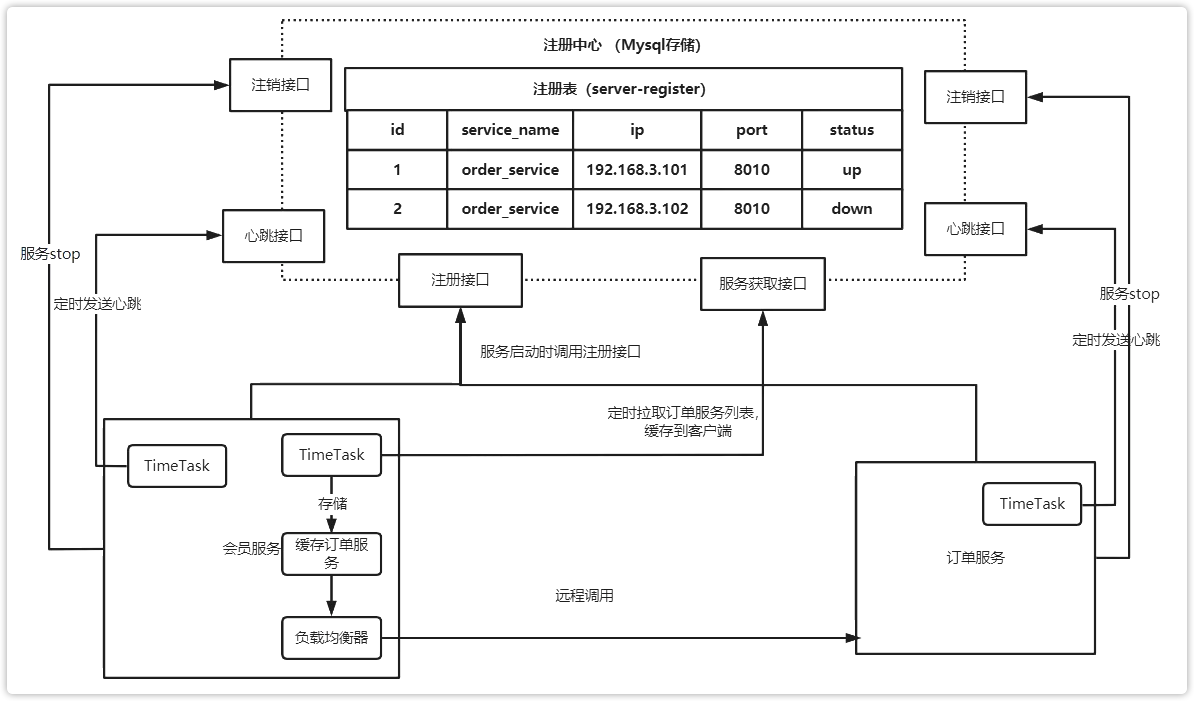 注册中心 （Mysql存储）
注销接口
注册表（server-register）
注销接口
id service_name ip port status
1 order_service 192.168.3.101 8010 up
2 order_service 192.168.3.102 8010 down
心跳接口
心跳接口
服务stop
注册接口
服务获取接口
服务stop
定时发送心跳
定时发送心跳
服务启动时调用注册接口
定时拉取订单服务列表，
缓存到客户端
TimeTask
TimeTask
TimeTask
存储
会员服务
缓存订单服
务
订单服务
远程调用
负载均衡器